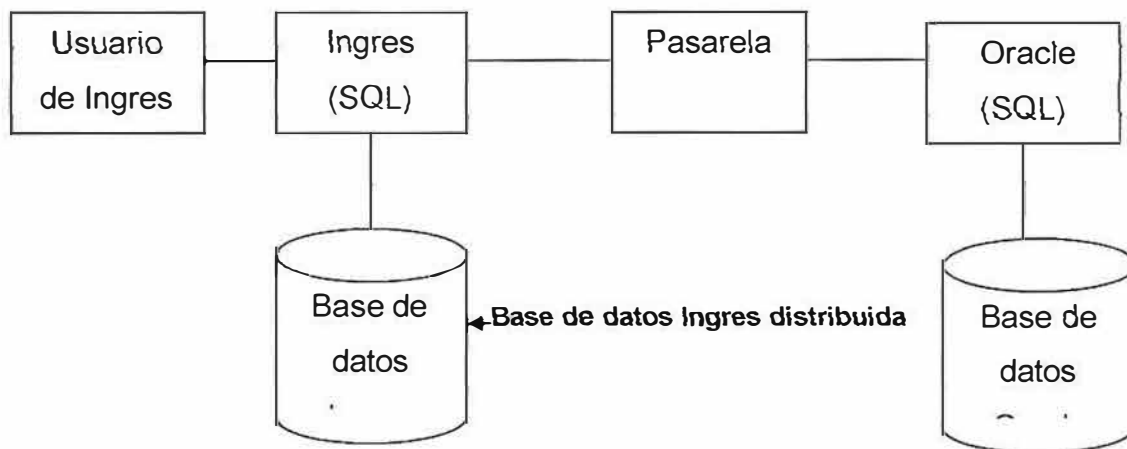 Usuario
de Ingres
Ingres
(SQL)
Pasarela
Oracle
(SQL)
Base de
datos
Base de datos Ingres distribuida
Base de
datos